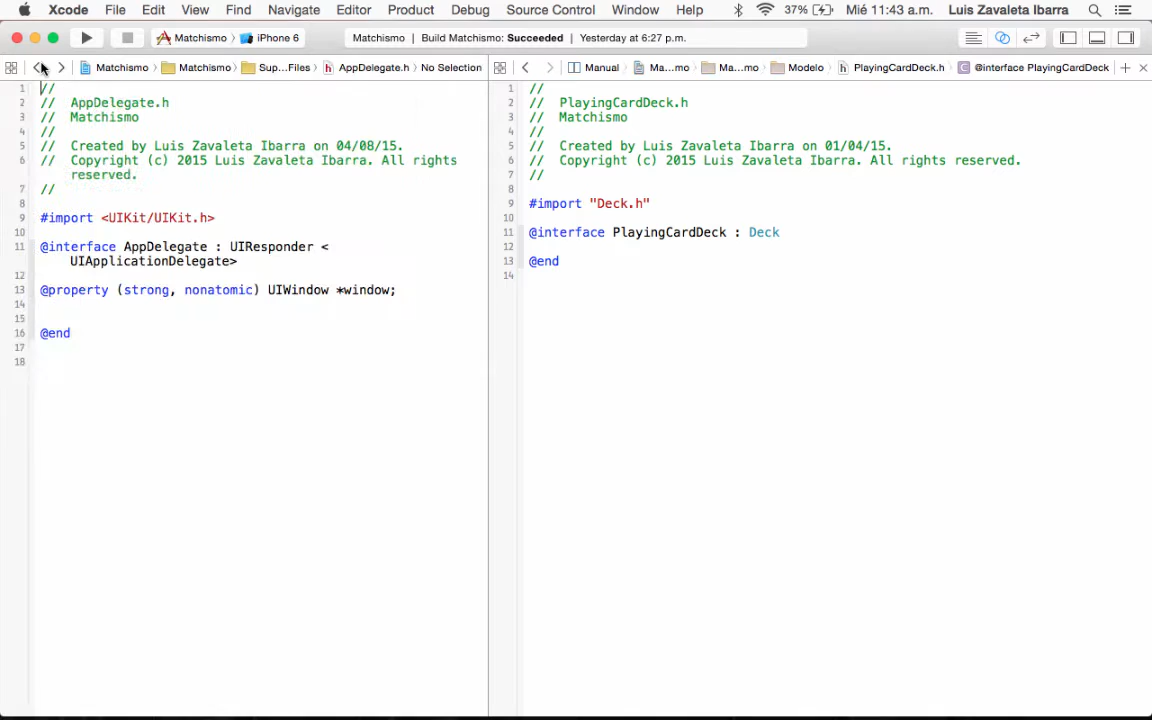 Xcode File Edit View Find Navigate Editor Product Debug Source Control Window Help 37% Mié 11:43 a.m. Luis Zavaleta Ibarra
Matchismo iPhone 6 Matchismo | Build Matchismo: Succeeded | Yesterday at 6:27 p.m.
Matchismo Matchismo Sup...Files AppDelegate.h No Selection
Manual Ma...mo Ma...mo Modelo PlayingCardDeck.h @interface PlayingCardDeck
1 //
2 // AppDelegate.h
3 // Matchismo
4 //
5 // Created by Luis Zavaleta Ibarra on 04/08/15.
6 // Copyright (c) 2015 Luis Zavaleta Ibarra. All rights
reserved.
7 //
8
9 #import <UIKit/UIKit.h>
10
11 @interface AppDelegate : UIResponder <
UIApplicationDelegate>
12
13 @property (strong, nonatomic) UIWindow *window;
14
15
16 @end
17
18
1 //
2 // PlayingCardDeck.h
3 // Matchismo
4 //
5 // Created by Luis Zavaleta Ibarra on 01/04/15.
6 // Copyright (c) 2015 Luis Zavaleta Ibarra. All rights reserved.
7 //
8
9 #import "Deck.h"
10
11 @interface PlayingCardDeck : Deck
12
13 @end
14